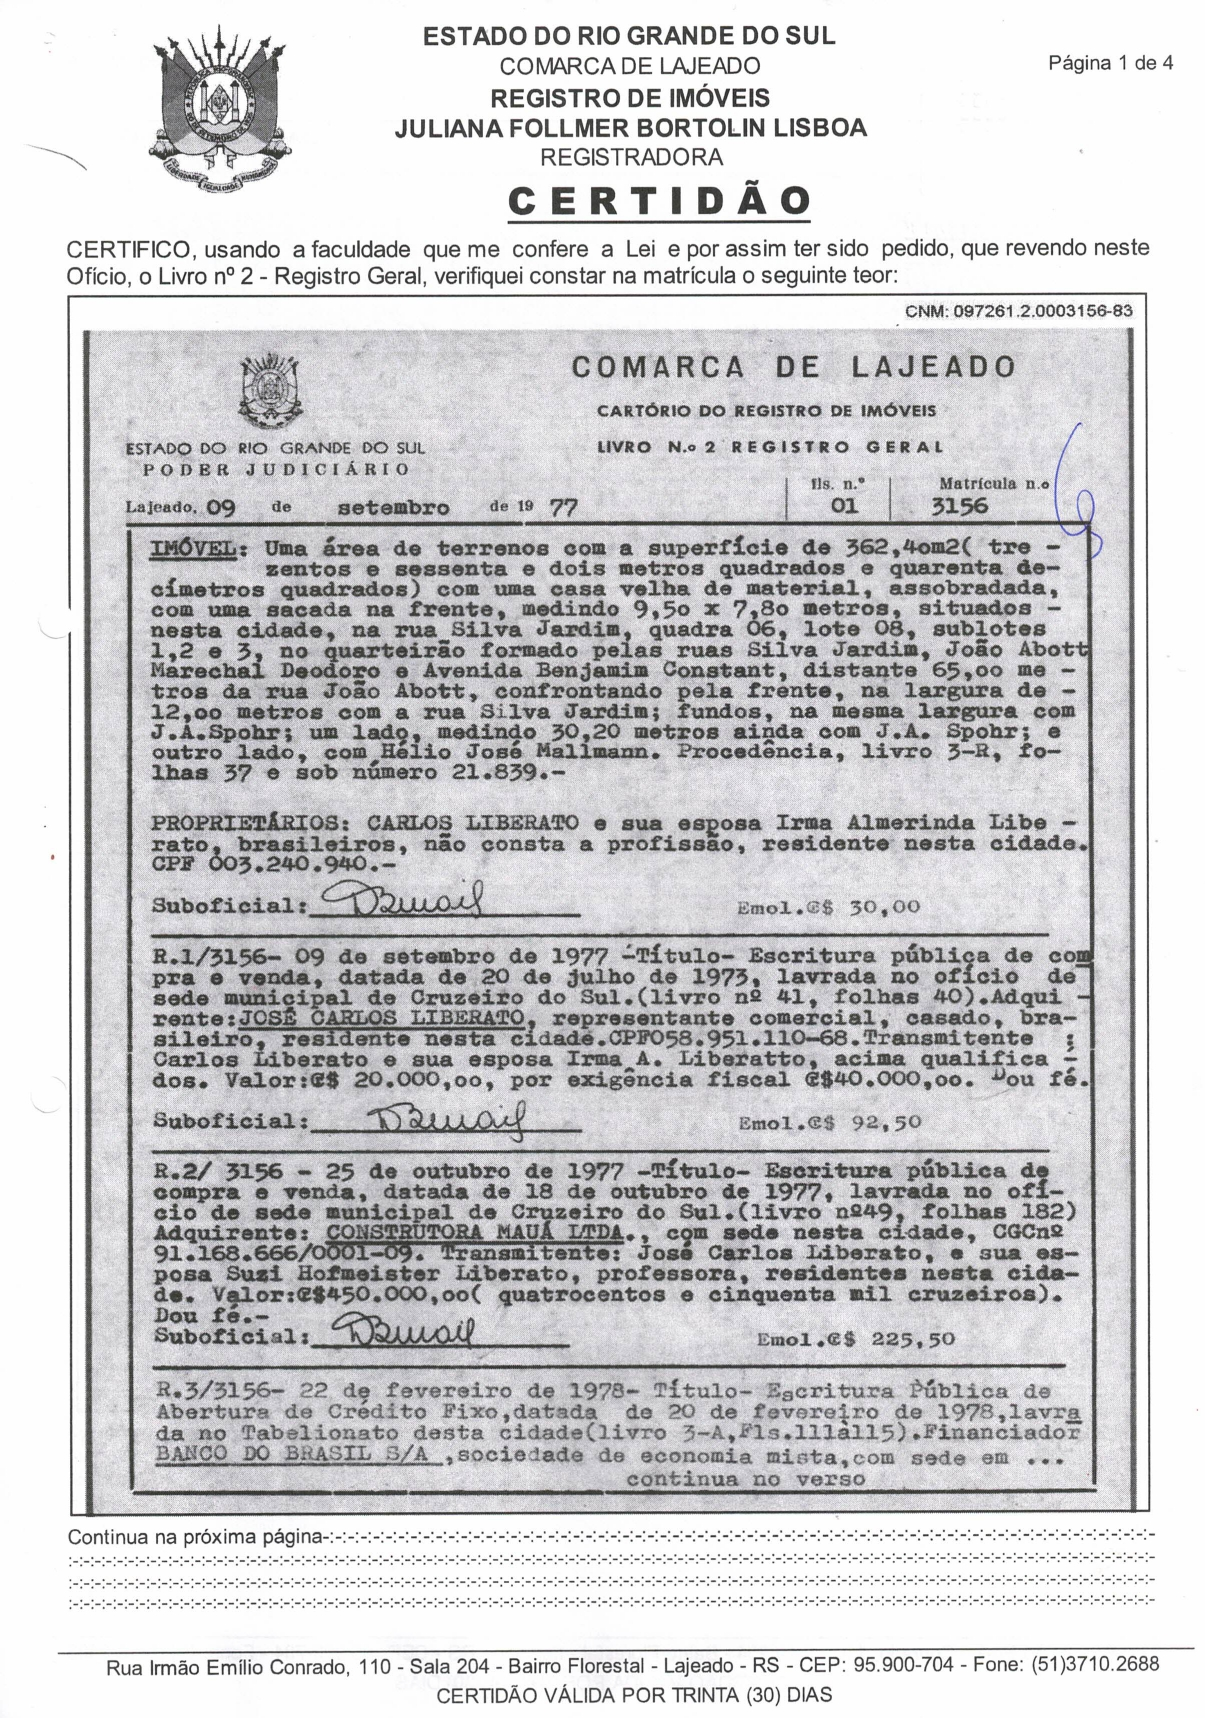 ESTADO DO RIO GRANDE DO SUL
COMARCA DE LAJEADO
Página 1 de 4
REGISTRO DE IMÓVEIS
JULIANA FOLLMER BORTOLIN LISBOA
REGISTRADORA
CERTIDÃO
CERTIFICO, usando a faculdade que me confere a Lei e por assim ter sido pedido, que revendo neste
Ofício, o Livro nº 2 - Registro Geral, verifiquei constar na matrícula o seguinte teor:
CNM: 097261.2.0003156-83
COMARCA DE LAJEADO
CARTÓRIO DO REGISTRO DE IMÓVEIS
ESTADO DO RIO GRANDE DO SUL
LIVRO N.º 2 REGISTRO GERAL
PODER JUDICIÁRIO
fls. n.º Matrícula n.o
Lajeado, 09 de setembro de 19 77 01 3156
IMÓVEL: Uma área de terrenos com a superfície de 362,4om2( tre -
zentos e sessenta e dois metros quadrados e quarenta de-
címetros quadrados) com uma casa velha de material, assobradada,
com uma sacada na frente, medindo 9,5o x 7,8o metros, situados -
nesta cidade, na rua Silva Jardim, quadra 06, lote 08, sublotes
1,2 e 3, no quarteirão formado pelas ruas Silva Jardim, João Abott
Marechal Deodoro e Avenida Benjamim Constant, distante 65,oo me -
tros da rua João Abott, confrontando pela frente, na largura de -
12,oo metros com a rua Silva Jardim; fundos, na mesma largura com
J.A.Spohr; um lado, medindo 30,20 metros ainda com J.A. Spohr; e
outro lado, com Hélio José Mallmann. Procedência, livro 3-R, fo-
lhas 37 e sob número 21.839.-
PROPRIETÁRIOS: CARLOS LIBERATO e sua esposa Irma Almerinda Libe -
rato, brasileiros, não consta a profissão, residente nesta cidade.
CPF 003.240.940.-
Suboficial: Emol.₢$ 30,00
R.1/3156- 09 de setembro de 1977 -Título- Escritura pública de com
pra e venda, datada de 20 de julho de 1973, lavrada no ofício de
sede municipal de Cruzeiro do Sul.(livro nº 41, folhas 40).Adqui -
rente:JOSÉ CARLOS LIBERATO, representante comercial, casado, bra-
sileiro, residente nesta cidade.CPF058.951.110-68.Transmitente :
Carlos Liberato e sua esposa Irma A. Liberatto, acima qualifica -
dos. Valor:₢$ 20.000,oo, por exigência fiscal ₢$40.000,oo. Dou fé.
Suboficial: Emol.₢$ 92,50
R.2/ 3156 - 25 de outubro de 1977 -Título- Escritura pública de
compra e venda, datada de 18 de outubro de 1977, lavrada no ofí-
cio de sede municipal de Cruzeiro do Sul.(livro nº49, folhas 182)
Adquirente: CONSTRUTORA MAUÁ LTDA., com sede nesta cidade, CGCnº
91.168.666/0001-09. Transmitente: José Carlos Liberato, e sua es-
posa Suzi Hofmeister Liberato, professora, residentes nesta cida-
de. Valor:₢$450.000,oo( quatrocentos e cinquenta mil cruzeiros).
Dou fé.-
Suboficial: Emol.₢$ 225,50
R.3/3156- 22 de fevereiro de 1978- Título- Escritura Pública de
Abertura de Crédito Fixo,datada de 20 de fevereiro de 1978,lavra
da no Tabelionato desta cidade(livro 3-A,Fls.111à115).Financiador
BANCO DO BRASIL S/A ,sociedade de economia mista,com sede em ...
continua no verso
Continua na próxima página-:-:-:-:-:-:-:-:-:-:-:-:-:-:-:-:-:-:-:-:-:-:-:-:-:-:-:-:-:-:-:-:-
Rua Irmão Emílio Conrado, 110 - Sala 204 - Bairro Florestal - Lajeado - RS - CEP: 95.900-704 - Fone: (51)3710.2688
CERTIDÃO VÁLIDA POR TRINTA (30) DIAS